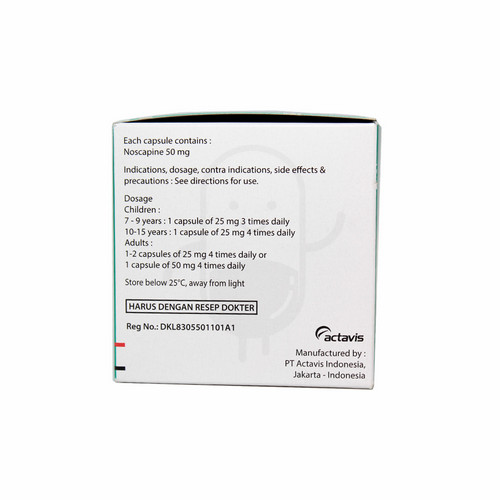 Each capsule contains :
Noscapine 50 mg
Indications, dosage, contra indications, side effects &
precautions : See directions for use.
Dosage
Children :
7 - 9 years : 1 capsule of 25 mg 3 times daily
10-15 years : 1 capsule of 25 mg 4 times daily
Adults :
1-2 capsules of 25 mg 4 times daily or
1 capsule of 50 mg 4 times daily
Store below 25°C, away from light
HARUS DENGAN RESEP DOKTER
Reg No.: DKL8305501101A1
actavis
Manufactured by :
PT Actavis Indonesia,
Jakarta - Indonesia